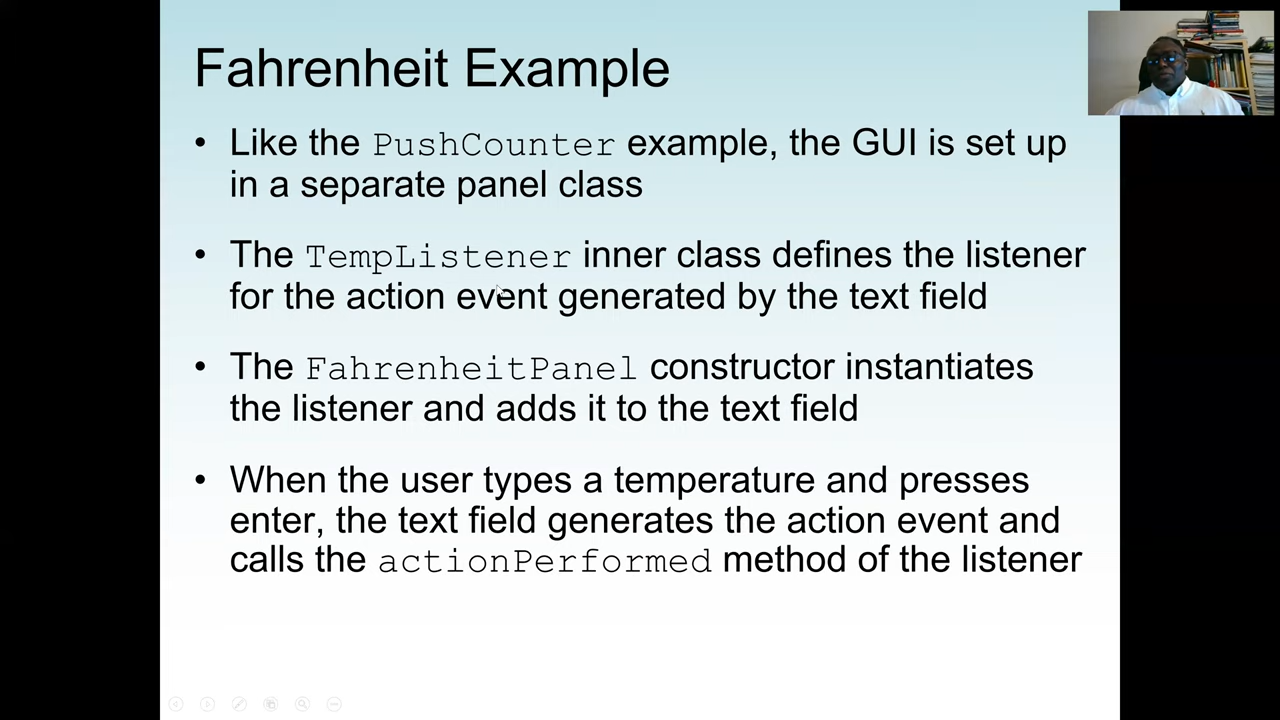 Fahrenheit Example
• Like the PushCounter example, the GUI is set up
in a separate panel class
• The TempListener inner class defines the listener
for the action event generated by the text field
• The FahrenheitPanel constructor instantiates
the listener and adds it to the text field
• When the user types a temperature and presses
enter, the text field generates the action event and
calls the actionPerformed method of the listener